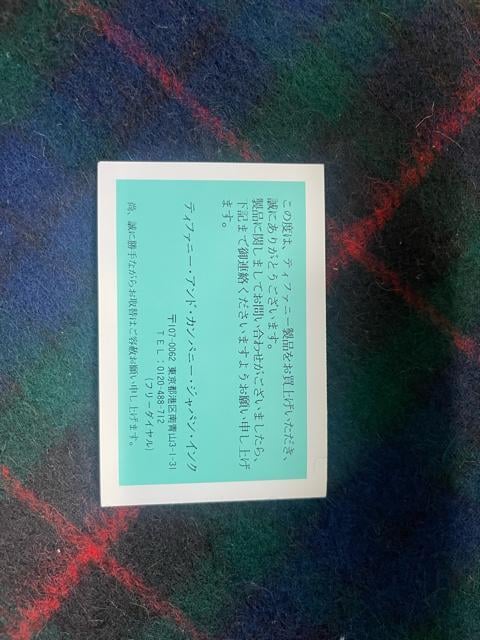 この度は、ティファニー製品をお買上げいただき、
誠にありがとうございます。
製品に関しましてお問い合わせがございましたら、
下記まで御連絡くださいますようお願い申し上げ
ます。
ティファニー・アンド・カンパニー・ジャパン・インク
〒107-0062 東京都港区南青山3-1-31
TEL：0120-488-712
(フリーダイヤル)
尚、誠に勝手ながらお取替はご容赦お願い申し上げます。